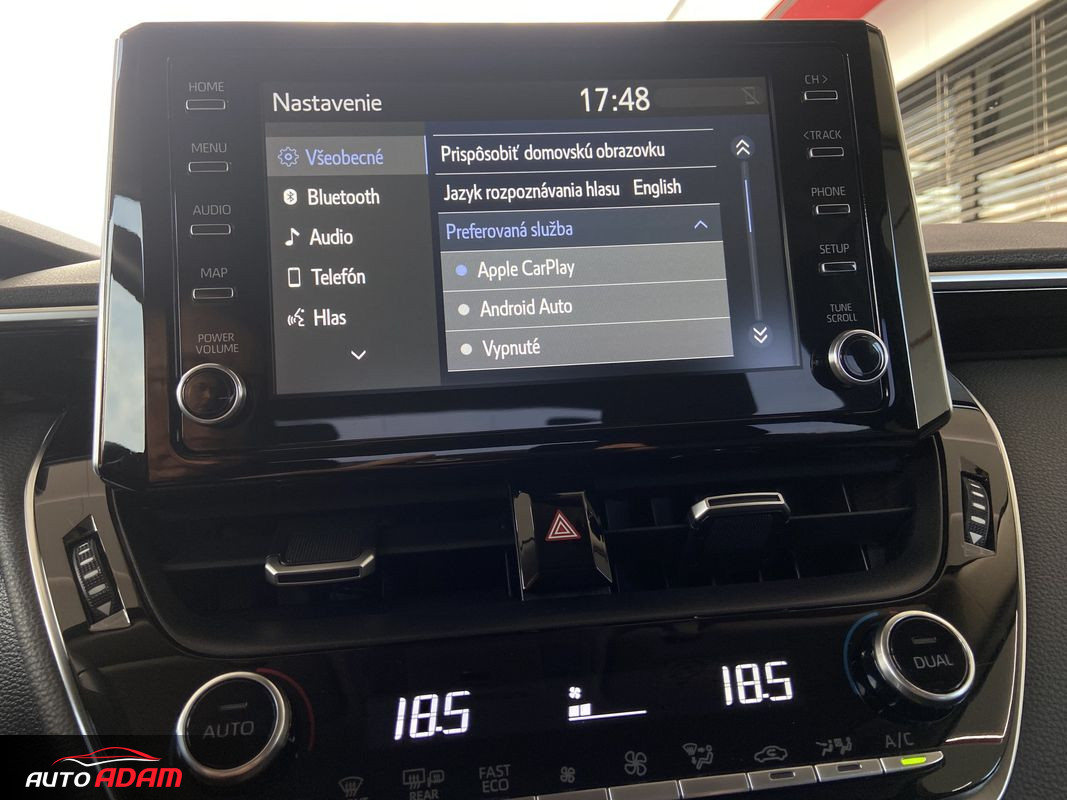 HOME
MENU
AUDIO
MAP
POWER
VOLUME
Nastavenie
17:48
Všeobecné
Bluetooth
Audio
Telefón
Hlas
Prispôsobiť domovskú obrazovku
Jazyk rozpoznávania hlasu English
Preferovaná služba
Apple CarPlay
Android Auto
Vypnuté
CH >
< TRACK
PHONE
SETUP
TUNE
SCROLL
AUTO
18.5
18.5
DUAL
REAR
FAST
ECO
A/C
AUTO ADAM